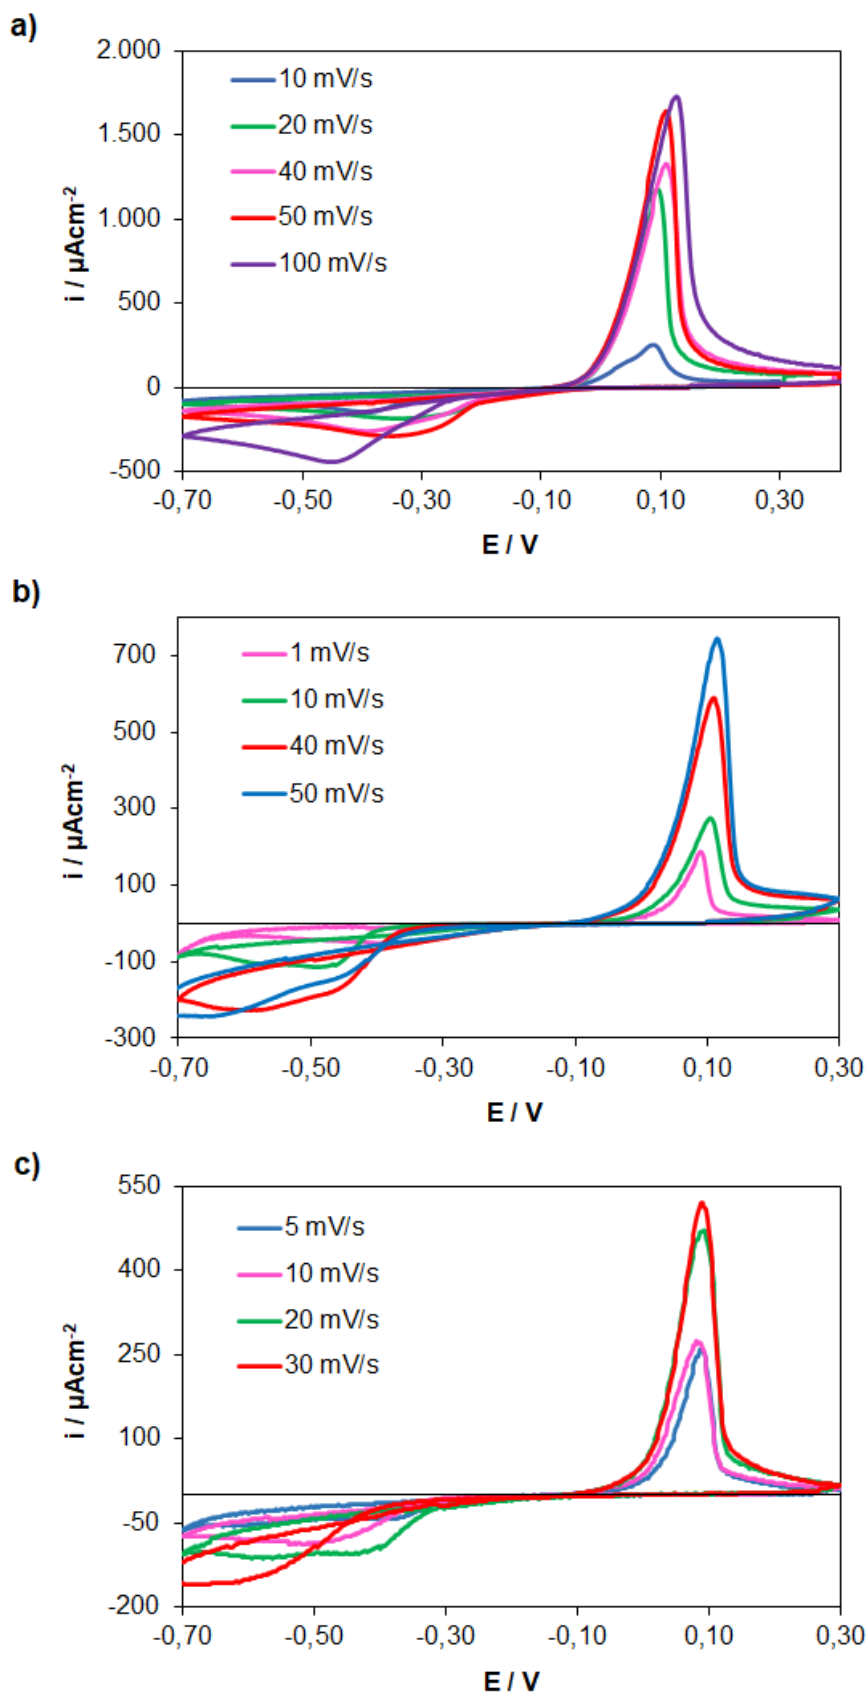 a)
2.000
1.500
1.000
500
0
-500
i / µAcm-2
10 mV/s
20 mV/s
40 mV/s
50 mV/s
100 mV/s
-0,70 -0,50 -0,30 -0,10 0,10 0,30
E / V
b)
700
500
300
100
-100
-300
i / µAcm-2
1 mV/s
10 mV/s
40 mV/s
50 mV/s
-0,70 -0,50 -0,30 -0,10 0,10 0,30
E / V
c)
550
400
250
100
-50
-200
i / µAcm-2
5 mV/s
10 mV/s
20 mV/s
30 mV/s
-0,70 -0,50 -0,30 -0,10 0,10 0,30
E / V